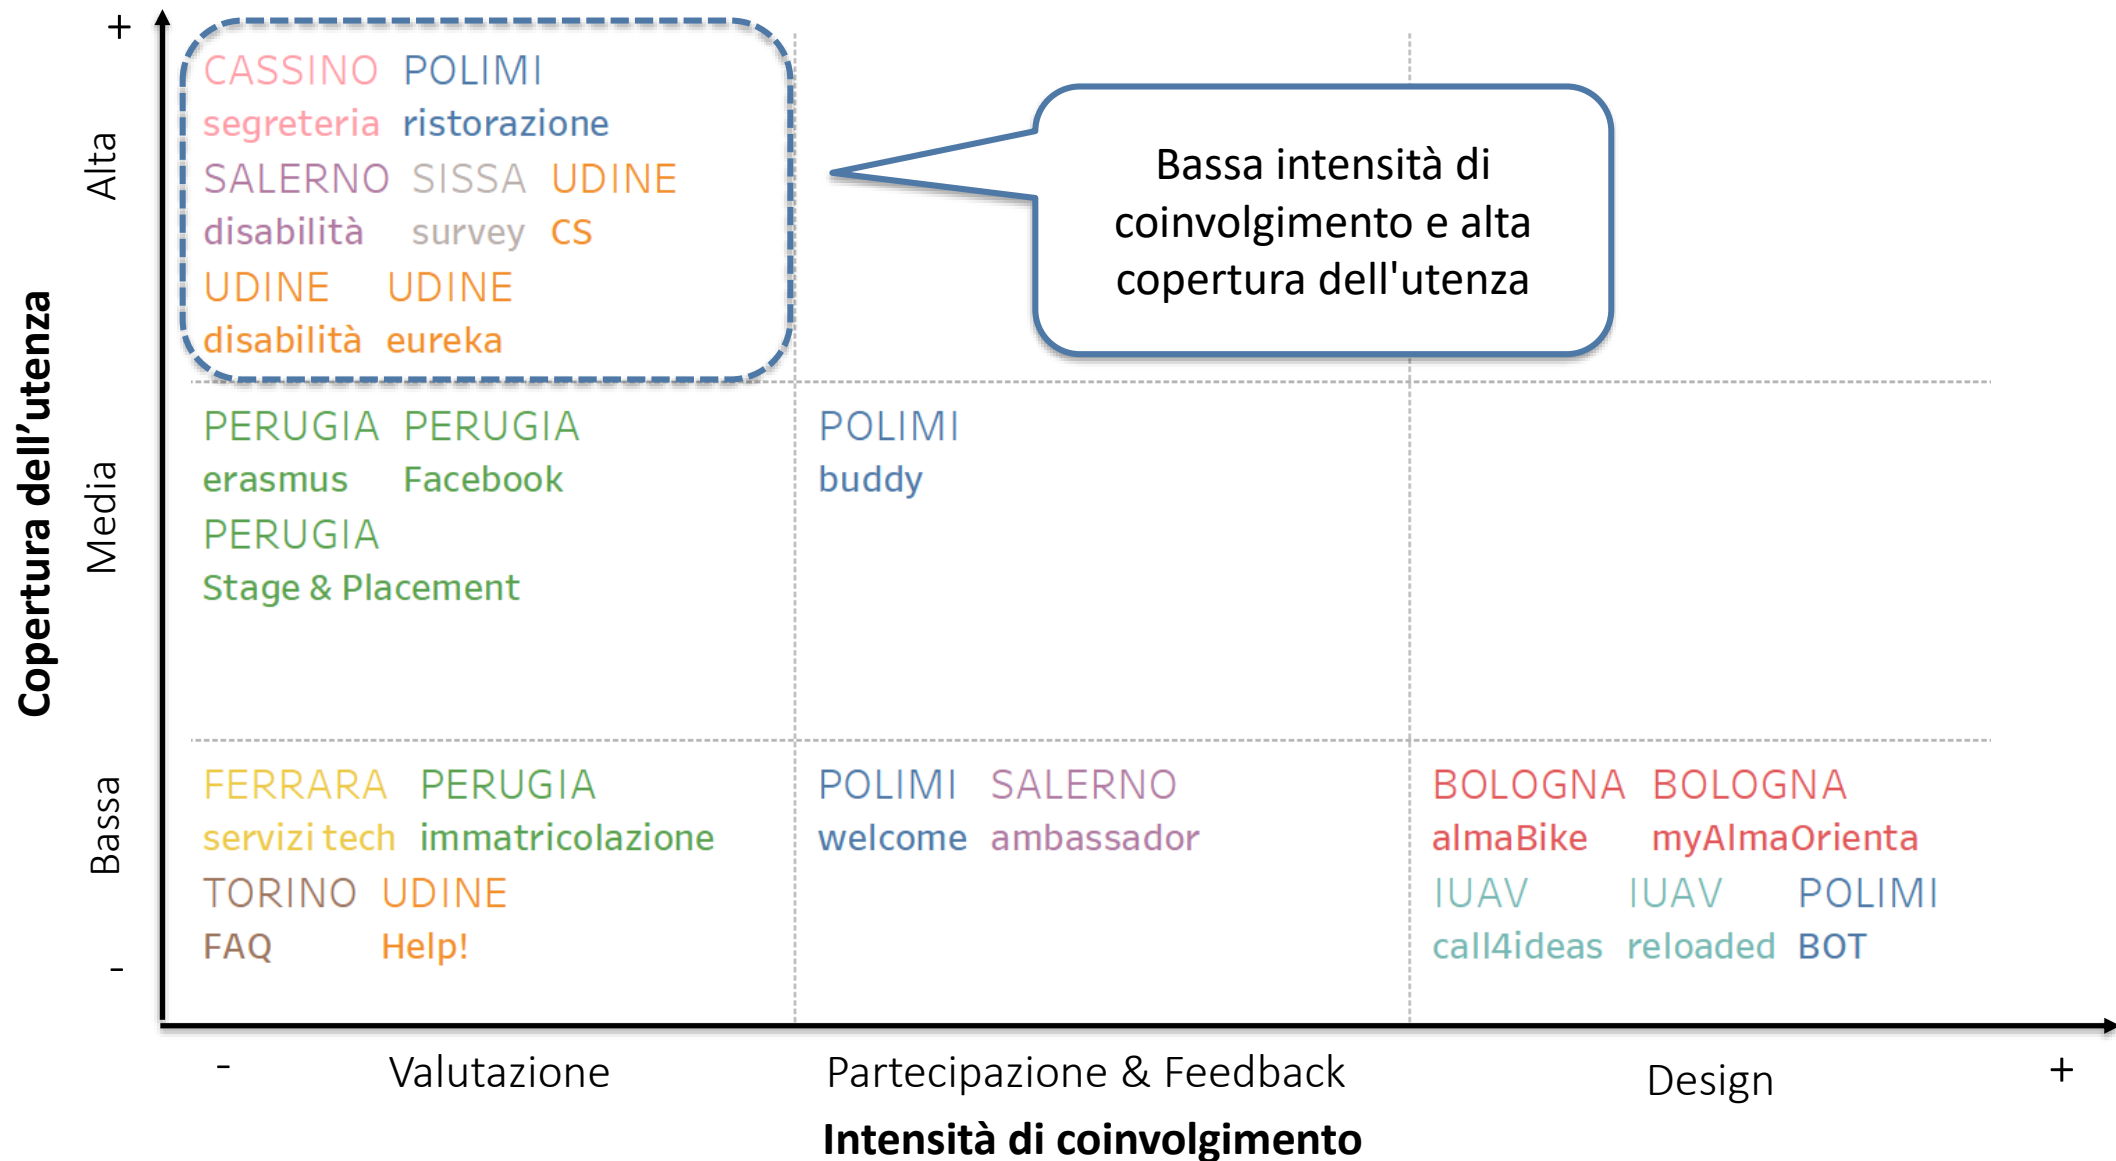 +
Alta
Media
Bassa
-
Copertura dell’utenza
CASSINO POLIMI
segreteria ristorazione
SALERNO SISSA UDINE
disabilità survey CS
UDINE UDINE
disabilità eureka
Bassa intensità di
coinvolgimento e alta
copertura dell'utenza
PERUGIA PERUGIA
erasmus Facebook
PERUGIA
Stage & Placement
POLIMI
buddy
FERRARA PERUGIA
servizi tech immatricolazione
TORINO UDINE
FAQ Help!
POLIMI SALERNO
welcome ambassador
BOLOGNA BOLOGNA
almaBike myAlmaOrienta
IUAV IUAV POLIMI
call4ideas reloaded BOT
- Valutazione Partecipazione & Feedback Design +
Intensità di coinvolgimento